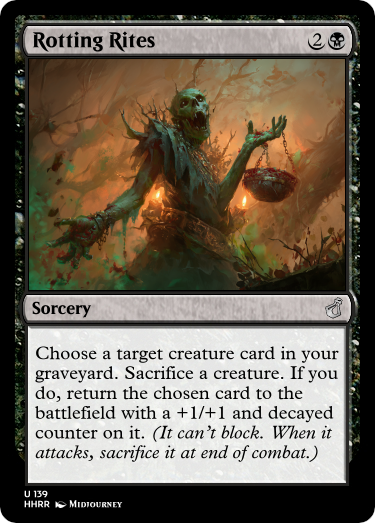 Rotting Rites 2
Sorcery
Choose a target creature card in your
graveyard. Sacrifice a creature. If you
do, return the chosen card to the
battlefield with a +1/+1 and decayed
counter on it. (It can't block. When it
attacks, sacrifice it at end of combat.)
U 139
HHRR MIDJOURNEY